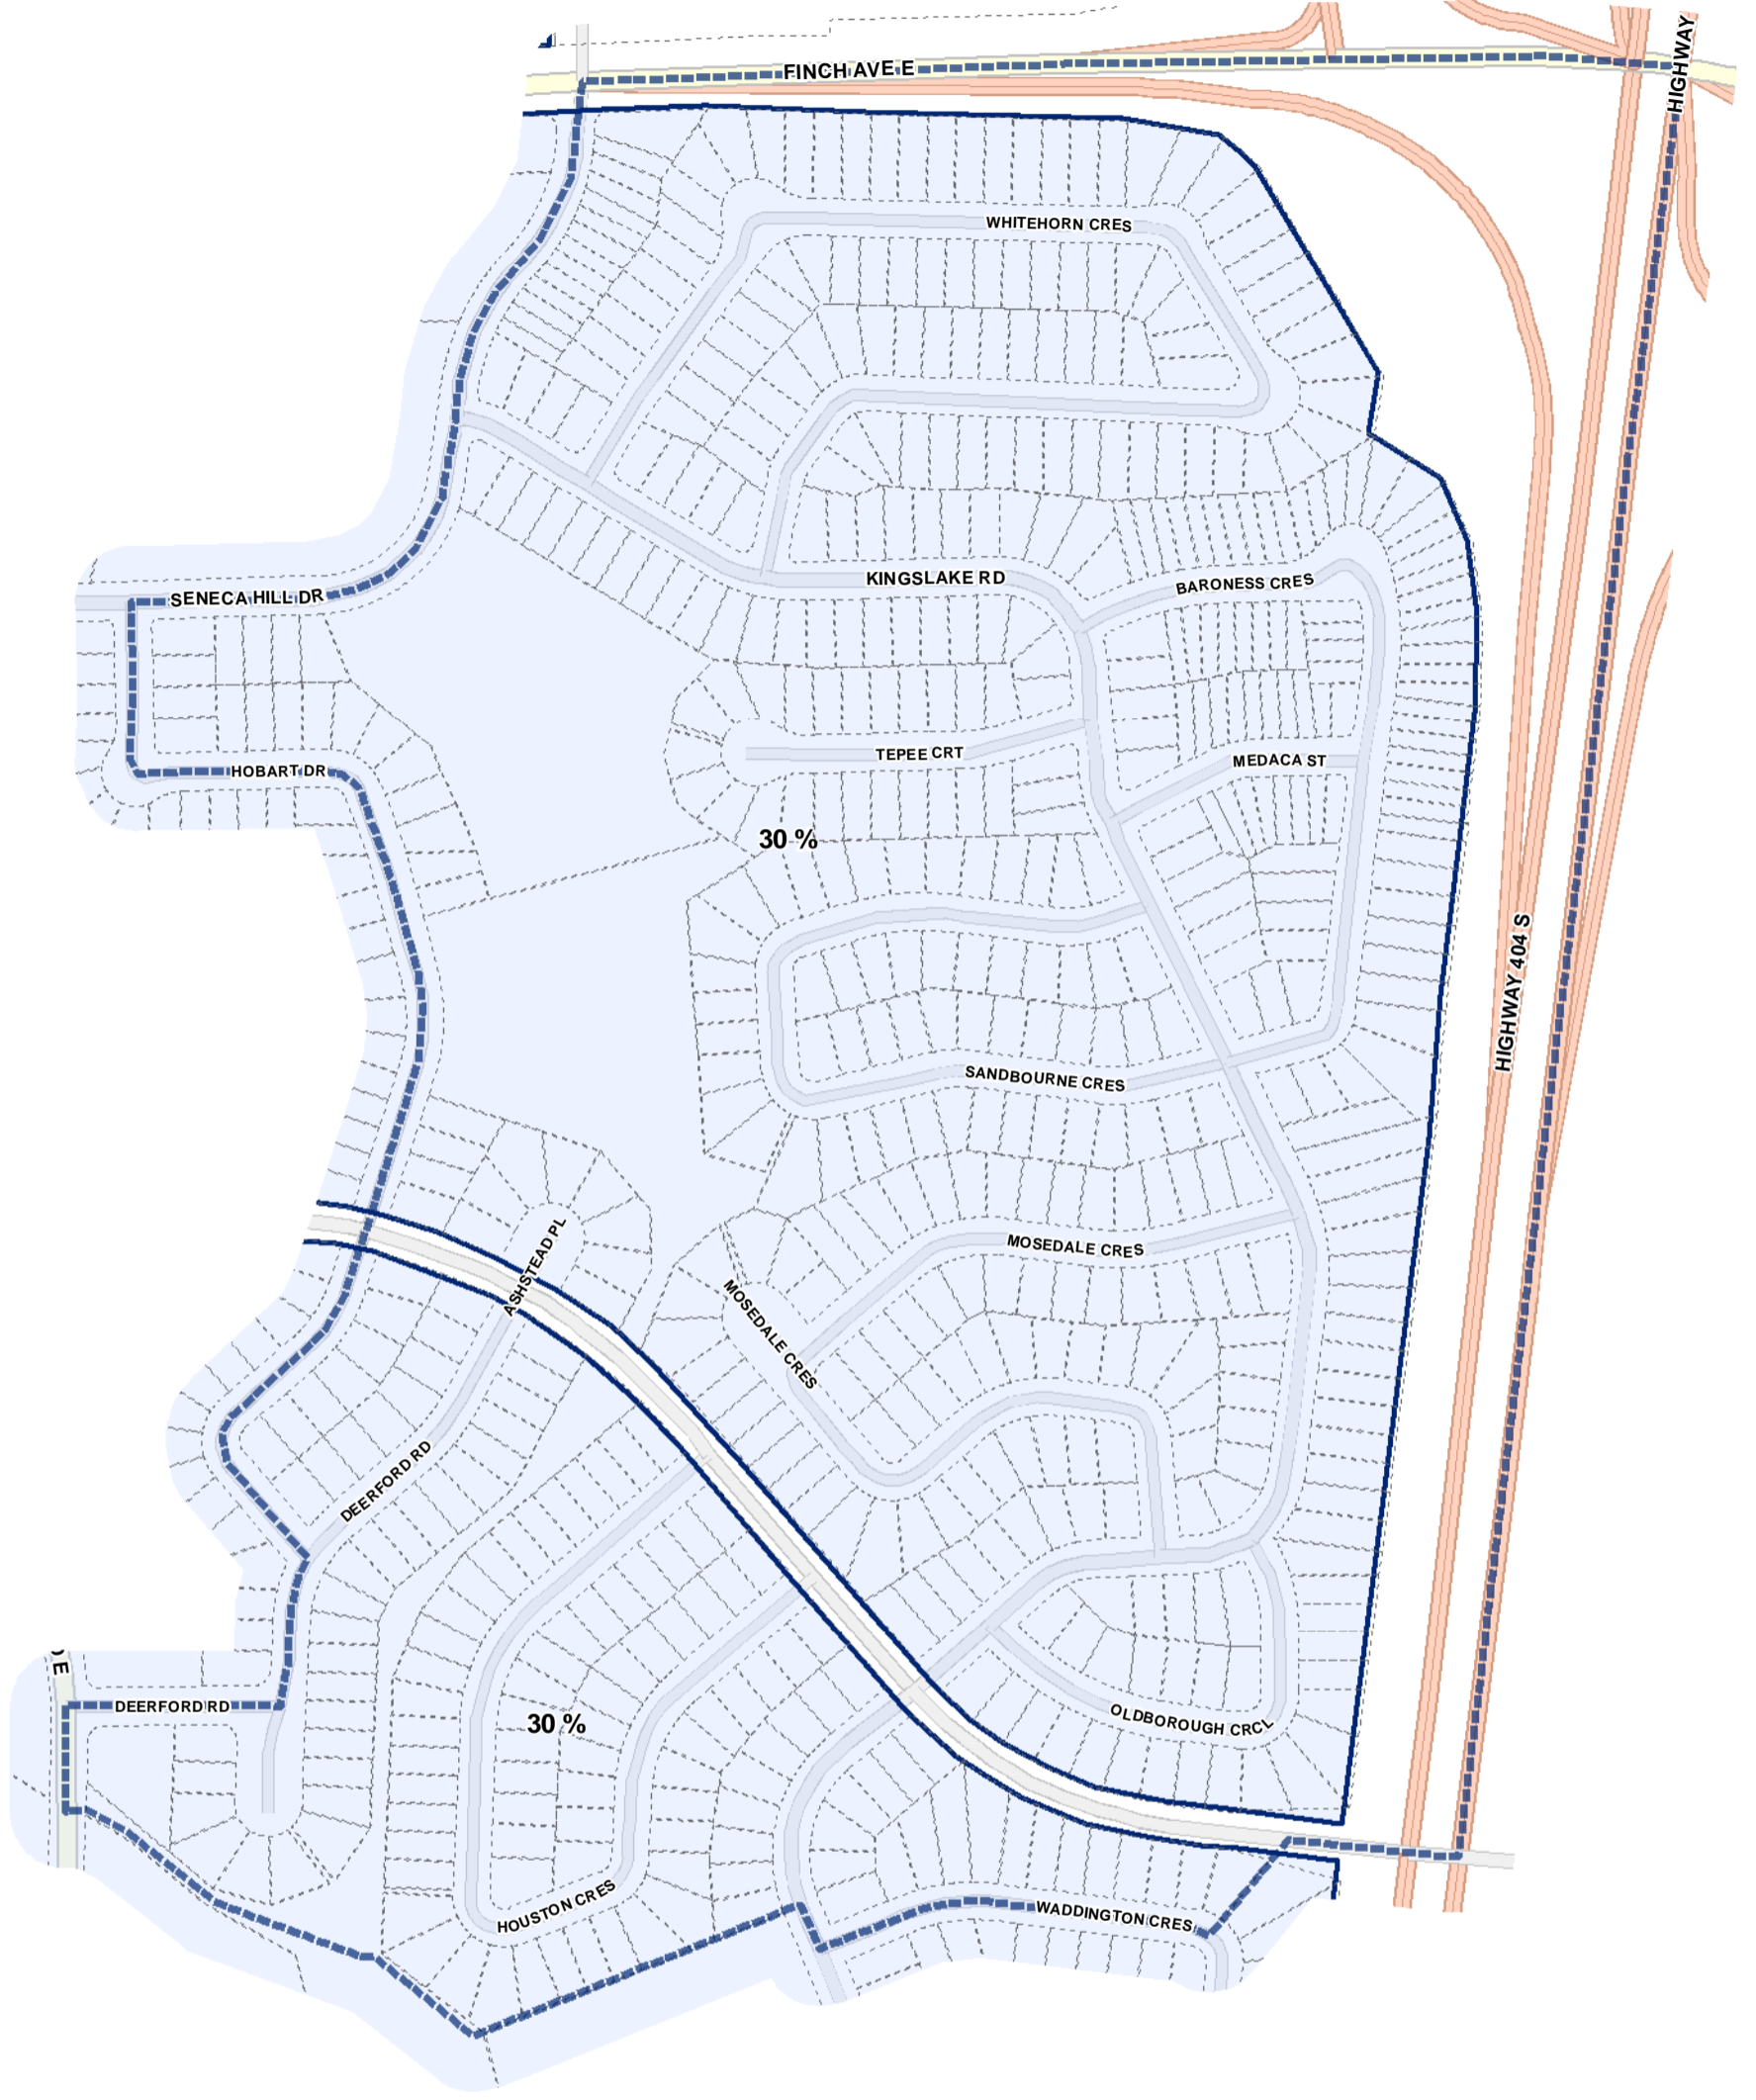 HIGHWAY
FINCH AVE E
WHITEHORN CRES
KINGSLAKE RD
BARONESS CRES
SENECA HILL DR
TEPEE CRT
MEDACA ST
HOBART DR
30 %
HIGHWAY 404 S
SANDBOURNE CRES
MOSEDALE CRES
ASHSTEAD PL
MOSEDALE CRES
DEERFORD RD
DEERFORD RD
30 %
OLDBOROUGH CRCL
HOUSTON CRES
WADDINGTON CRES